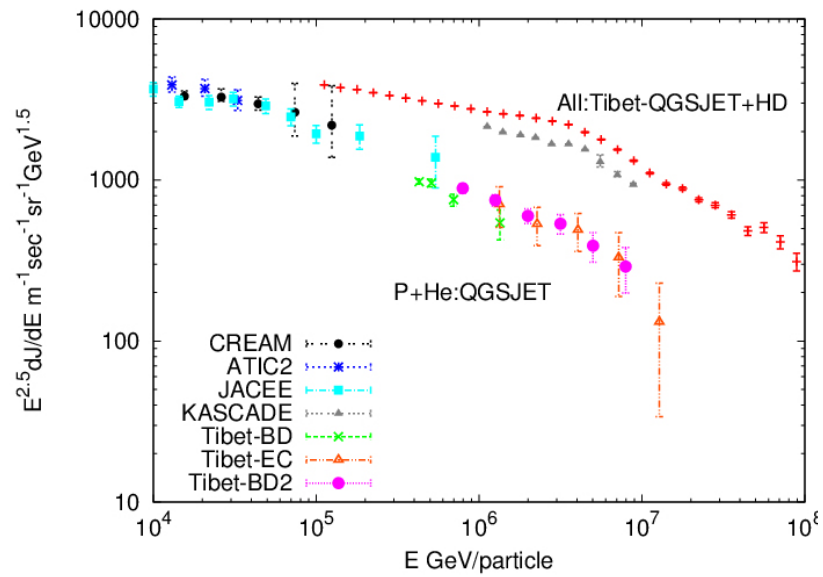 10000
1000
100
10
E^2.5dJ/dE m^-1sec^-1sr^-1GeV^1.5
All:Tibet-QGSJET+HD
P+He:QGSJET
CREAM
ATIC2
JACEE
KASCADE
Tibet-BD
Tibet-EC
Tibet-BD2
10^4 10^5 10^6 10^7 10^8
E GeV/particle